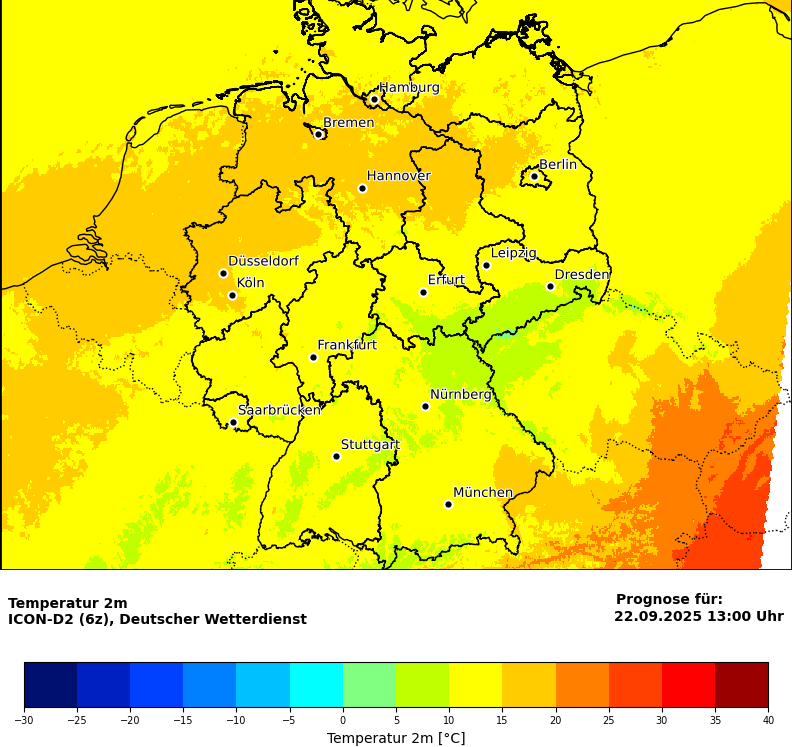 Hamburg
Bremen
Berlin
Hannover
Leipzig
Düsseldorf
Dresden
Köln
Erfurt
Frankfurt
Nürnberg
Saarbrücken
Stuttgart
München
Temperatur 2m
ICON-D2 (6z), Deutscher Wetterdienst
Prognose für:
22.09.2025 13:00 Uhr
−30 −25 −20 −15 −10 −5 0 5 10 15 20 25 30 35 40
Temperatur 2m [°C]